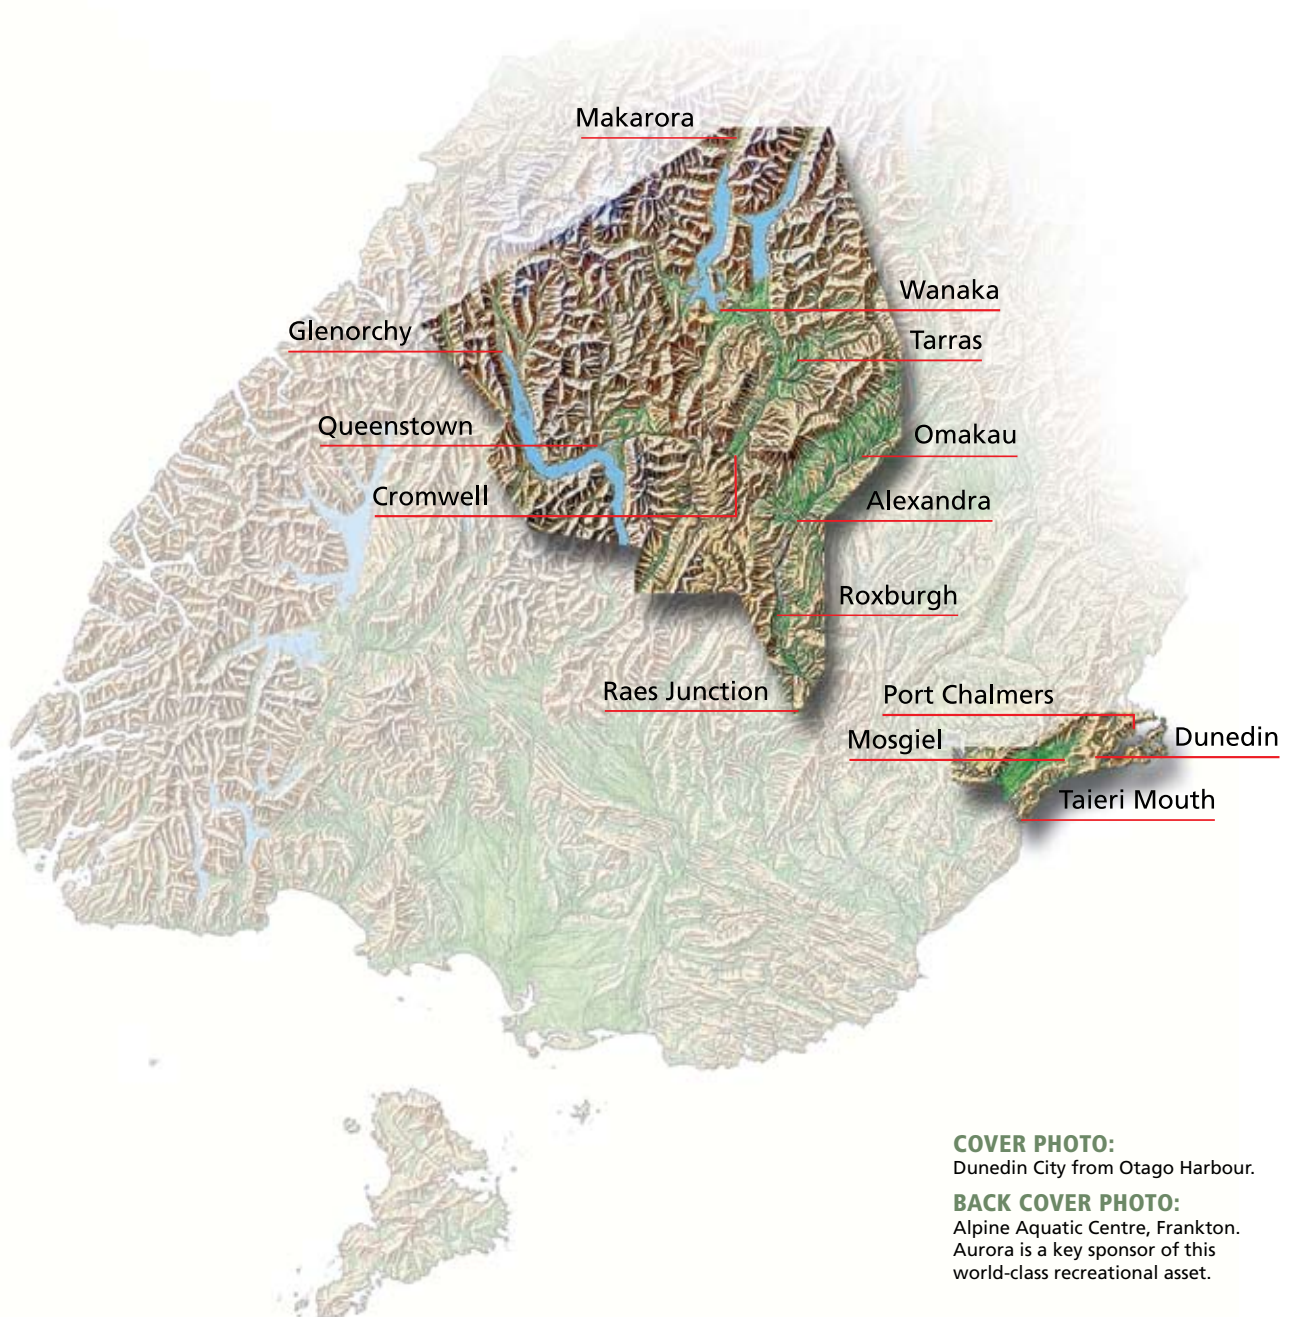 Makarora
Wanaka
Glenorchy
Tarras
Queenstown
Omakau
Cromwell
Alexandra
Roxburgh
Raes Junction
Port Chalmers
Mosgiel
Dunedin
Taieri Mouth
COVER PHOTO:
Dunedin City from Otago Harbour.
BACK COVER PHOTO:
Alpine Aquatic Centre, Frankton.
Aurora is a key sponsor of this
world-class recreational asset.